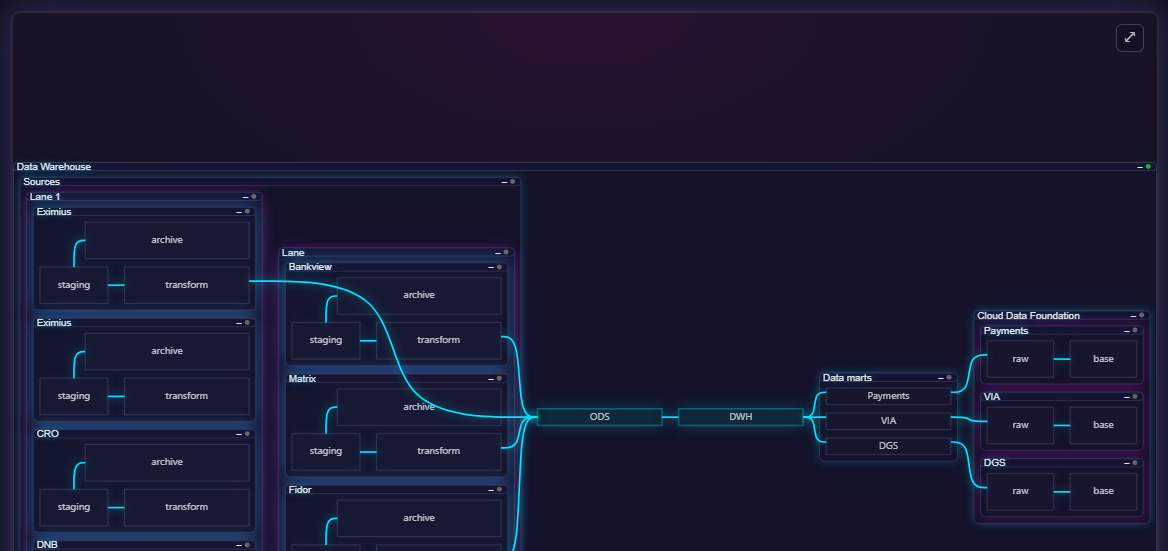 Data Warehouse
Sources
Lane 1
Eximius
archive
staging
transform
Eximius
archive
staging
transform
CRO
archive
staging
transform
DNB
Lane
Bankview
archive
staging
transform
Matrix
archive
staging
transform
Fidor
archive
ODS
DWH
Data marts
Payments
VIA
DGS
Cloud Data Foundation
Payments
raw
base
VIA
raw
base
DGS
raw
base